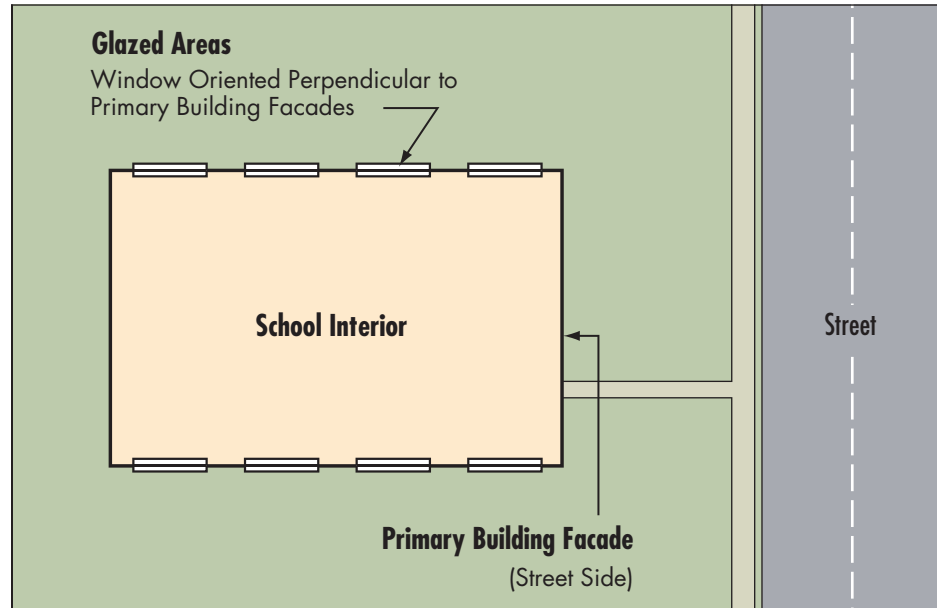 Glazed Areas
Window Oriented Perpendicular to
Primary Building Facades
School Interior
Street
Primary Building Facade
(Street Side)